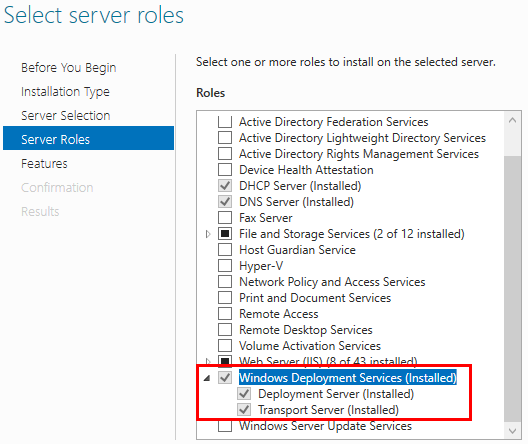 Select server roles
Before You Begin
Installation Type
Server Selection
Server Roles
Features
Confirmation
Results
Select one or more roles to install on the selected server.
Roles
Active Directory Federation Services
Active Directory Lightweight Directory Services
Active Directory Rights Management Services
Device Health Attestation
DHCP Server (Installed)
DNS Server (Installed)
Fax Server
File and Storage Services (2 of 12 installed)
Host Guardian Service
Hyper-V
Network Policy and Access Services
Print and Document Services
Remote Access
Remote Desktop Services
Volume Activation Services
Web Server (IIS) (8 of 43 installed)
Windows Deployment Services (Installed)
Deployment Server (Installed)
Transport Server (Installed)
Windows Server Update Services